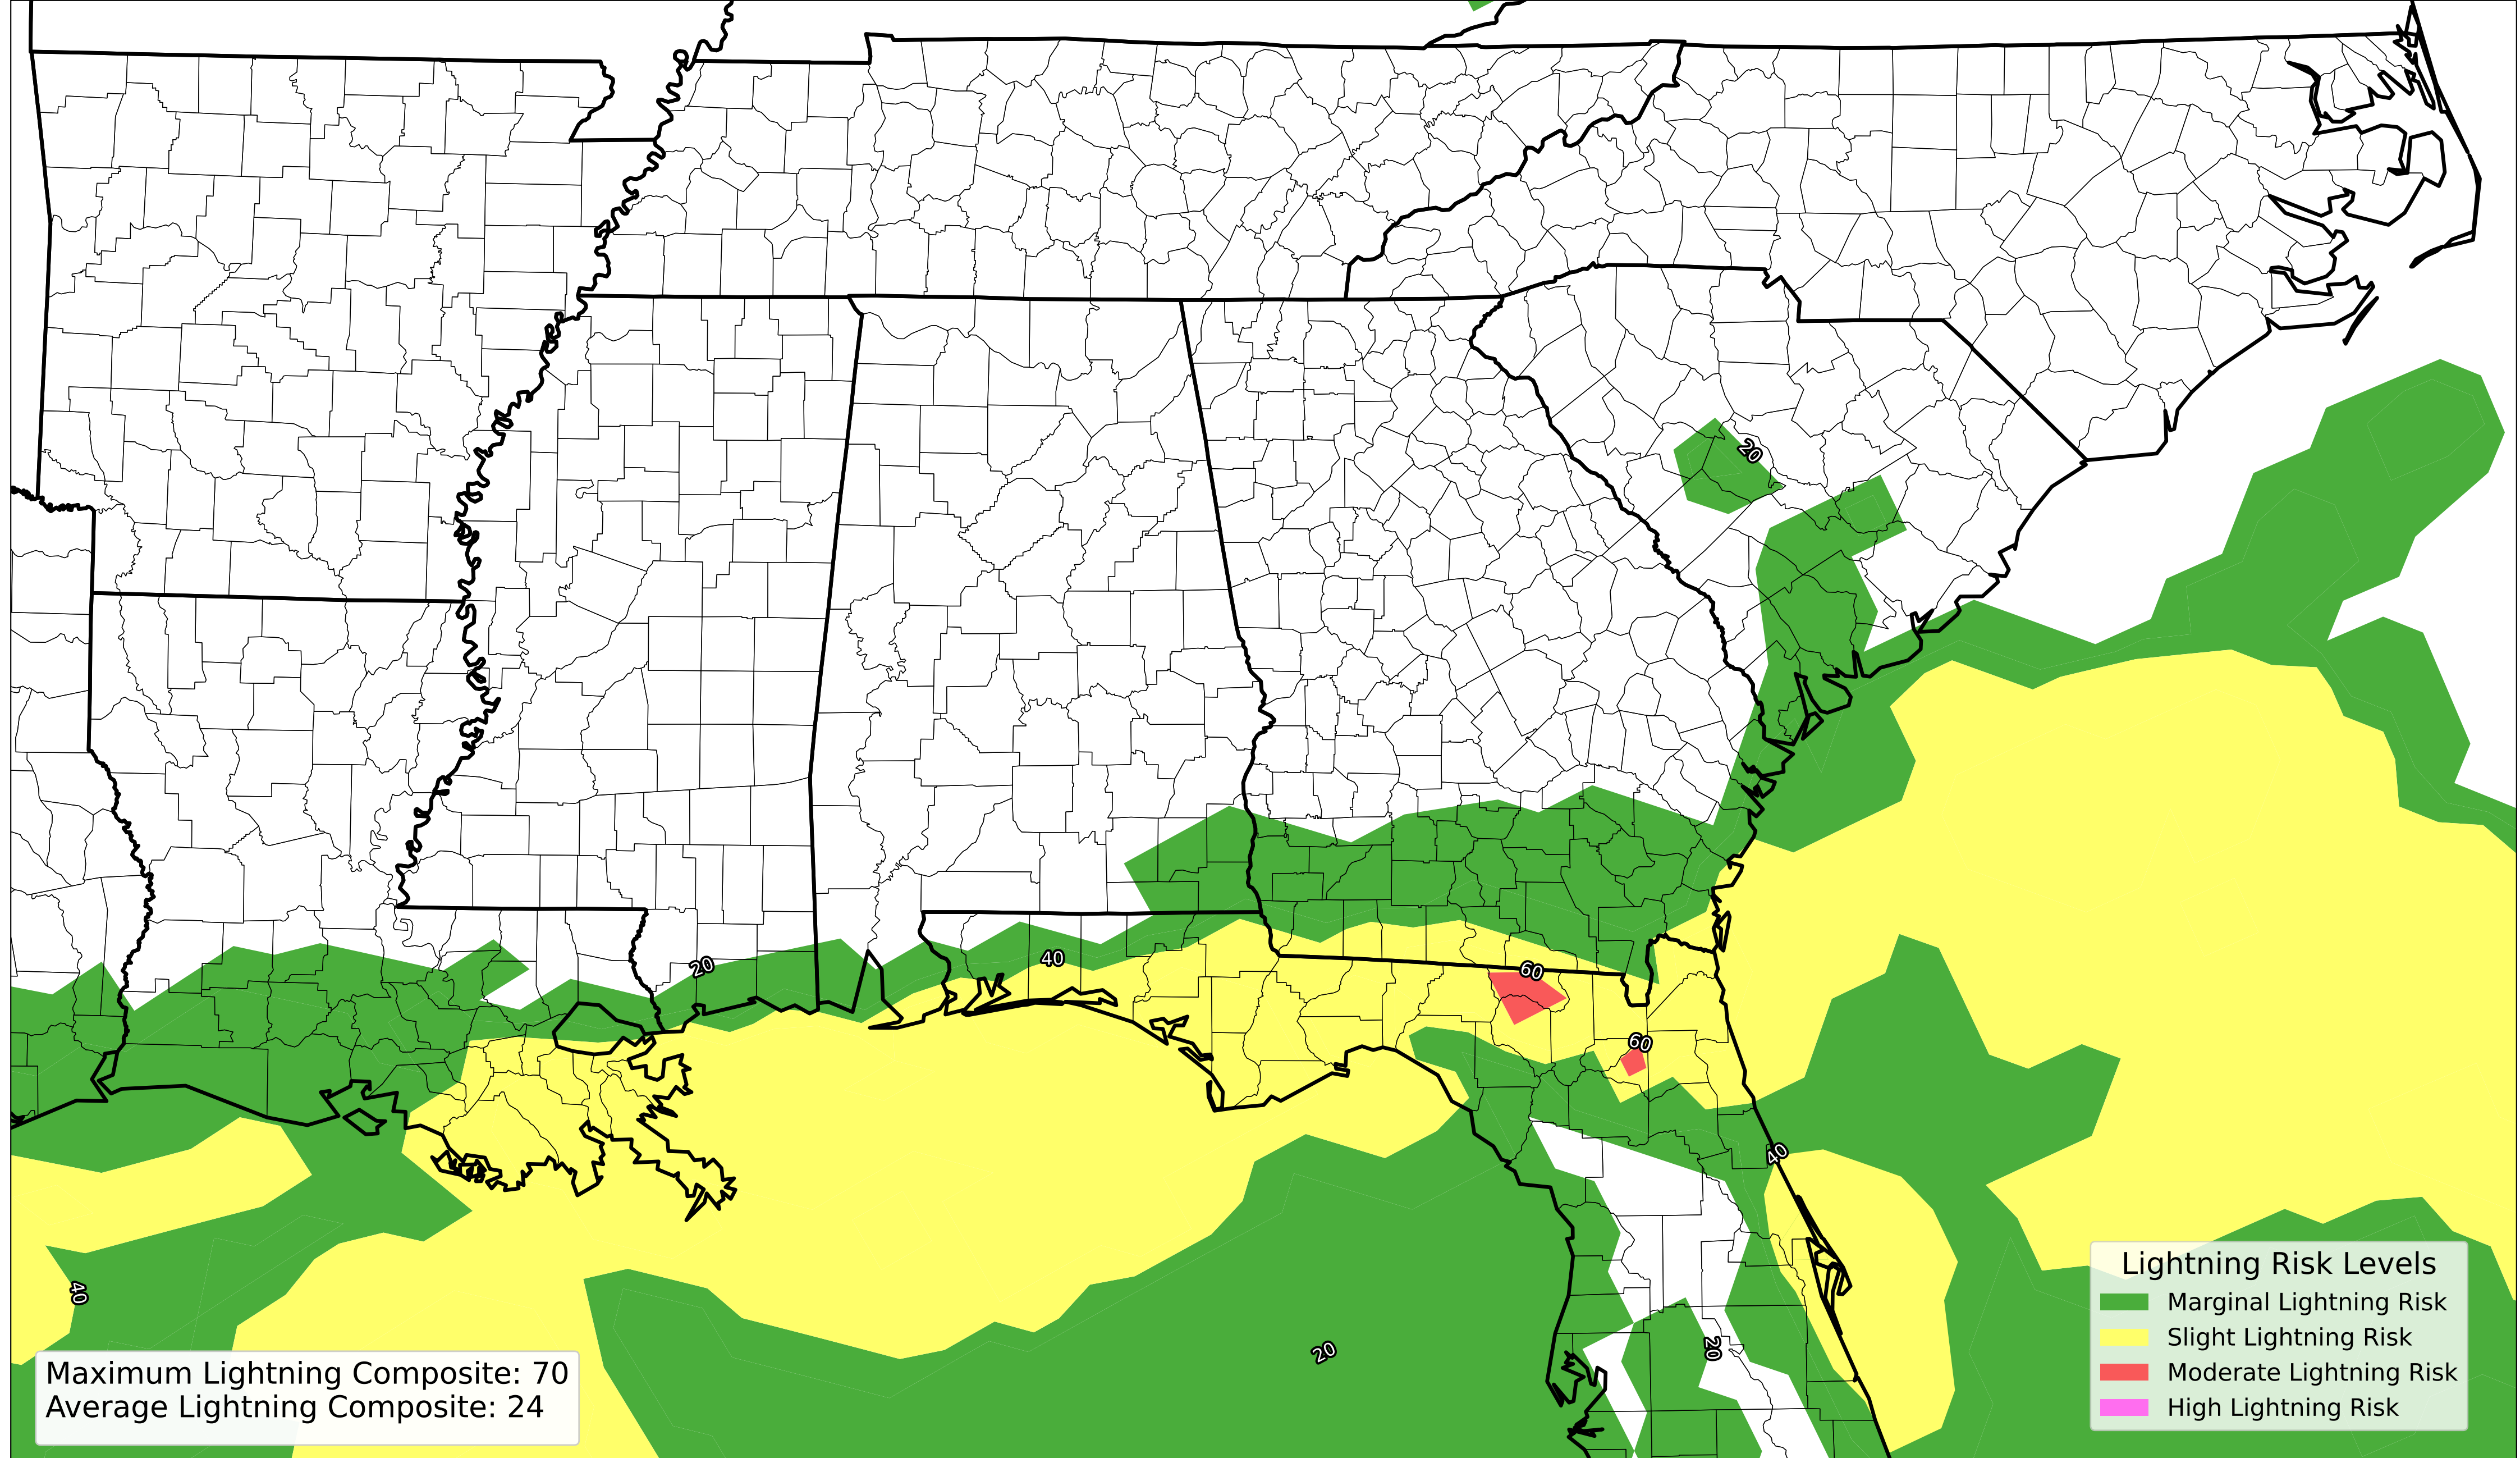 20
20
40
60
60
40
40
20
20
Lightning Risk Levels
Marginal Lightning Risk
Slight Lightning Risk
Moderate Lightning Risk
High Lightning Risk
Maximum Lightning Composite: 70
Average Lightning Composite: 24